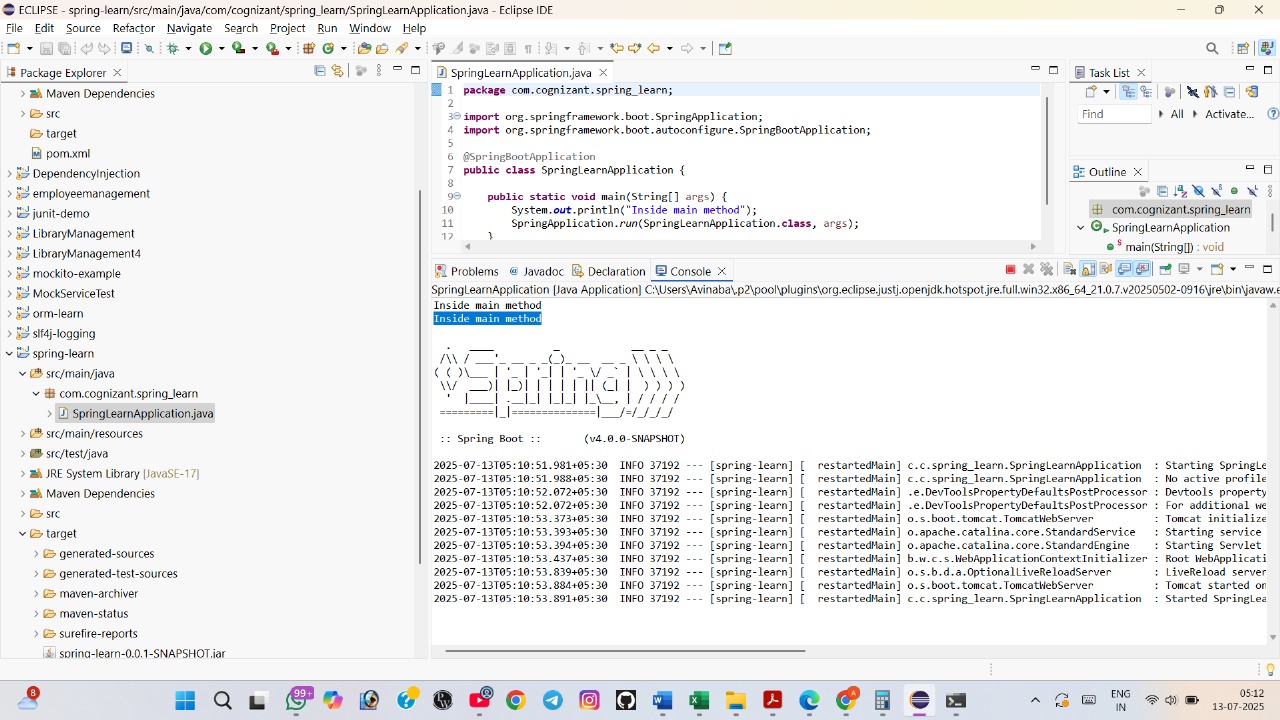 ECLIPSE - spring-learn/src/main/java/com/cognizant/spring_learn/SpringLearnApplication.java - Eclipse IDE
File Edit Source Refactor Navigate Search Project Run Window Help
Package Explorer
Maven Dependencies
src
target
pom.xml
DependencyInjection
employeemanagement
junit-demo
LibraryManagement
LibraryManagement4
mockito-example
MockServiceTest
orm-learn
slf4j-logging
spring-learn
src/main/java
com.cognizant.spring_learn
SpringLearnApplication.java
src/main/resources
src/test/java
JRE System Library [JavaSE-17]
Maven Dependencies
src
target
generated-sources
generated-test-sources
maven-archiver
maven-status
surefire-reports
spring-learn-0.0.1-SNAPSHOT.jar
SpringLearnApplication.java
1 package com.cognizant.spring_learn;
2
3 import org.springframework.boot.SpringApplication;
4 import org.springframework.boot.autoconfigure.SpringBootApplication;
5
6 @SpringBootApplication
7 public class SpringLearnApplication {
8
9 public static void main(String[] args) {
10 System.out.println("Inside main method");
11 SpringApplication.run(SpringLearnApplication.class, args);
12 }
Task List
Find All Activate...
Outline
com.cognizant.spring_learn
SpringLearnApplication
main(String[]) : void
Problems Javadoc Declaration Console
SpringLearnApplication [Java Application] C:\Users\Avinaba\.p2\pool\plugins\org.eclipse.justj.openjdk.hotspot.jre.full.win32.x86_64_21.0.7.v20250502-0916\jre\bin\javaw.e
Inside main method
Inside main method
:: Spring Boot :: (v4.0.0-SNAPSHOT)
2025-07-13T05:10:51.981+05:30 INFO 37192 --- [spring-learn] [ restartedMain] c.c.spring_learn.SpringLearnApplication : Starting SpringLe
2025-07-13T05:10:51.988+05:30 INFO 37192 --- [spring-learn] [ restartedMain] c.c.spring_learn.SpringLearnApplication : No active profile
2025-07-13T05:10:52.072+05:30 INFO 37192 --- [spring-learn] [ restartedMain] .e.DevToolsPropertyDefaultsPostProcessor : Devtools property
2025-07-13T05:10:52.072+05:30 INFO 37192 --- [spring-learn] [ restartedMain] .e.DevToolsPropertyDefaultsPostProcessor : For additional we
2025-07-13T05:10:53.373+05:30 INFO 37192 --- [spring-learn] [ restartedMain] o.s.boot.tomcat.TomcatWebServer : Tomcat initialize
2025-07-13T05:10:53.393+05:30 INFO 37192 --- [spring-learn] [ restartedMain] o.apache.catalina.core.StandardService : Starting service
2025-07-13T05:10:53.394+05:30 INFO 37192 --- [spring-learn] [ restartedMain] o.apache.catalina.core.StandardEngine : Starting Servlet
2025-07-13T05:10:53.437+05:30 INFO 37192 --- [spring-learn] [ restartedMain] b.w.c.s.WebApplicationContextInitializer : Root WebApplicati
2025-07-13T05:10:53.839+05:30 INFO 37192 --- [spring-learn] [ restartedMain] o.s.b.d.a.OptionalLiveReloadServer : LiveReload server
2025-07-13T05:10:53.884+05:30 INFO 37192 --- [spring-learn] [ restartedMain] o.s.boot.tomcat.TomcatWebServer : Tomcat started on
2025-07-13T05:10:53.891+05:30 INFO 37192 --- [spring-learn] [ restartedMain] c.c.spring_learn.SpringLearnApplication : Started SpringLea
8
99+
ENG
IN
05:12
13-07-2025